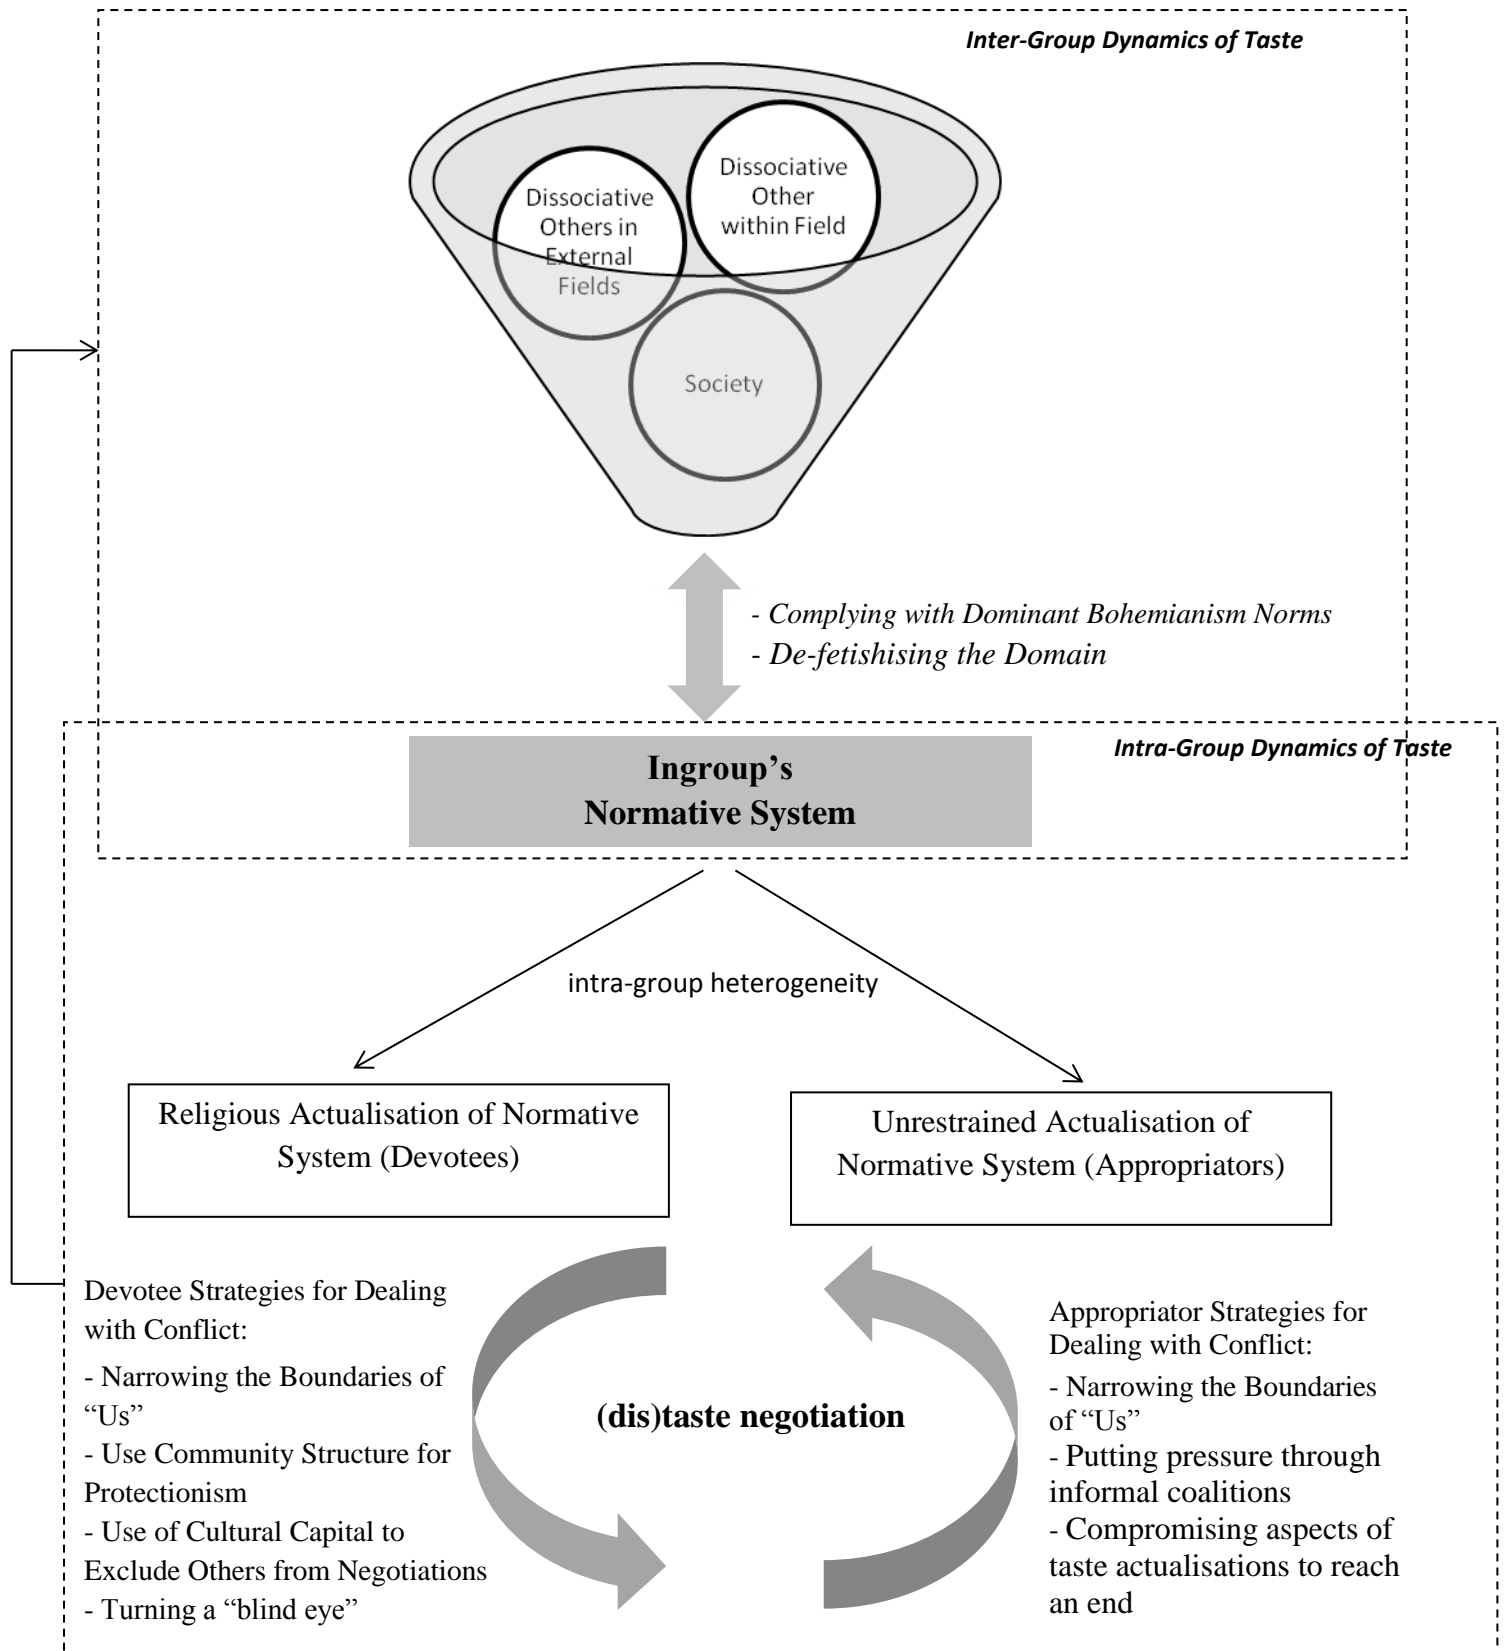 Inter-Group Dynamics of Taste
Dissociative
Others in
External
Fields
Dissociative
Other
within Field
Society
- Complying with Dominant Bohemianism Norms
- De-fetishising the Domain
Ingroup’s
Normative System
Intra-Group Dynamics of Taste
intra-group heterogeneity
Religious Actualisation of Normative
System (Devotees)
Unrestrained Actualisation of
Normative System (Appropriators)
Devotee Strategies for Dealing
with Conflict:
- Narrowing the Boundaries of
“Us”
- Use Community Structure for
Protectionism
- Use of Cultural Capital to
Exclude Others from Negotiations
- Turning a “blind eye”
(dis)taste negotiation
Appropriator Strategies for
Dealing with Conflict:
- Narrowing the Boundaries
of “Us”
- Putting pressure through
informal coalitions
- Compromising aspects of
taste actualisations to reach
an end